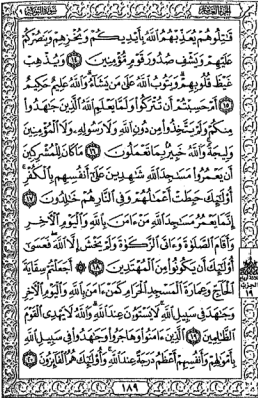 الجزء العاشر سورة التوبة ٩
قَٰتِلُوهُمْ يُعَذِّبْهُمُ ٱللَّهُ بِأَيْدِيكُمْ وَيُخْزِهِمْ وَيَنصُرْكُمْ
عَلَيْهِمْ وَيَشْفِ صُدُورَ قَوْمٍ مُّؤْمِنِينَ ١٤ وَيُذْهِبْ
غَيْظَ قُلُوبِهِمْ ۗ وَيَتُوبُ ٱللَّهُ عَلَىٰ مَن يَشَآءُ ۗ وَٱللَّهُ عَلِيمٌ حَكِيمٌ
١٥ أَمْ حَسِبْتُمْ أَن تُتْرَكُوا۟ وَلَمَّا يَعْلَمِ ٱللَّهُ ٱلَّذِينَ جَٰهَدُوا۟
مِنكُمْ وَلَمْ يَتَّخِذُوا۟ مِن دُونِ ٱللَّهِ وَلَا رَسُولِهِۦ وَلَا ٱلْمُؤْمِنِينَ
وَلِيجَةً ۚ وَٱللَّهُ خَبِيرٌۢ بِمَا تَعْمَلُونَ ١٦ مَا كَانَ لِلْمُشْرِكِينَ
أَن يَعْمُرُوا۟ مَسَٰجِدَ ٱللَّهِ شَٰهِدِينَ عَلَىٰٓ أَنفُسِهِم بِٱلْكُفْرِ ۚ
أُو۟لَٰٓئِكَ حَبِطَتْ أَعْمَٰلُهُمْ وَفِى ٱلنَّارِ هُمْ خَٰلِدُونَ ١٧
إِنَّمَا يَعْمُرُ مَسَٰجِدَ ٱللَّهِ مَنْ ءَامَنَ بِٱللَّهِ وَٱلْيَوْمِ ٱلْءَاخِرِ
وَأَقَامَ ٱلصَّلَوٰةَ وَءَاتَى ٱلزَّكَوٰةَ وَلَمْ يَخْشَ إِلَّا ٱللَّهَ ۖ فَعَسَىٰٓ
أُو۟لَٰٓئِكَ أَن يَكُونُوا۟ مِنَ ٱلْمُهْتَدِينَ ١٨ ۞ أَجَعَلْتُمْ سِقَايَةَ
ٱلْحَآجِّ وَعِمَارَةَ ٱلْمَسْجِدِ ٱلْحَرَامِ كَمَنْ ءَامَنَ بِٱللَّهِ وَٱلْيَوْمِ ٱلْءَاخِرِ
وَجَٰهَدَ فِى سَبِيلِ ٱللَّهِ ۚ لَا يَسْتَوُۥنَ عِندَ ٱللَّهِ ۗ وَٱللَّهُ لَا يَهْدِى ٱلْقَوْمَ
ٱلظَّٰلِمِينَ ١٩ ٱلَّذِينَ ءَامَنُوا۟ وَهَاجَرُوا۟ وَجَٰهَدُوا۟ فِى سَبِيلِ ٱللَّهِ
بِأَمْوَٰلِهِمْ وَأَنفُسِهِمْ أَعْظَمُ دَرَجَةً عِندَ ٱللَّهِ ۚ وَأُو۟لَٰٓئِكَ هُمُ ٱلْفَآئِزُونَ ٢٠
الحزب
١٩
١٨٩